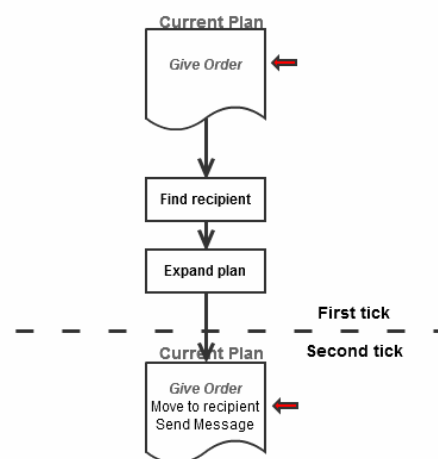 Current Plan
Give Order
Find recipient
Expand plan
First tick
Current Plan
Second tick
Give Order
Move to recipient
Send Message